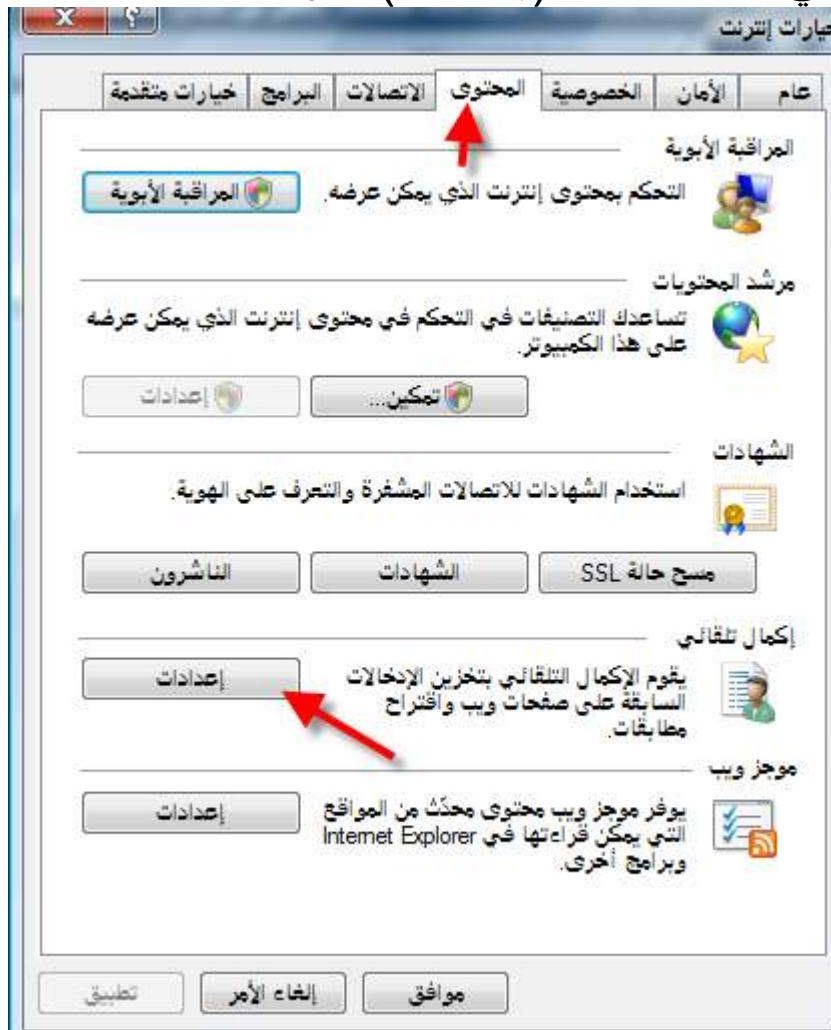 خيارات إنترنت
عام الأمان الخصوصية المحتوى الاتصالات البرامج خيارات متقدمة
المراقبة الأبوية
التحكم بمحتوى إنترنت الذي يمكن عرضه. المراقبة الأبوية
مرشد المحتويات
تساعدك التصنيفات في التحكم في محتوى إنترنت الذي يمكن عرضه
على هذا الكمبيوتر.
تمكين... إعدادات
الشهادات
استخدام الشهادات للاتصالات المشفرة والتعرف على الهوية.
مسح حالة SSL الشهادات الناشرون
إكمال تلقائي
يقوم الإكمال التلقائي بتخزين الإدخالات إعدادات
السابقة على صفحات ويب واقتراح
مطابقات.
موجز ويب
يوفر موجز ويب محتوى محدّث من المواقع إعدادات
التي يمكن قراءتها في Internet Explorer
وبرامج أخرى.
موافق إلغاء الأمر تطبيق